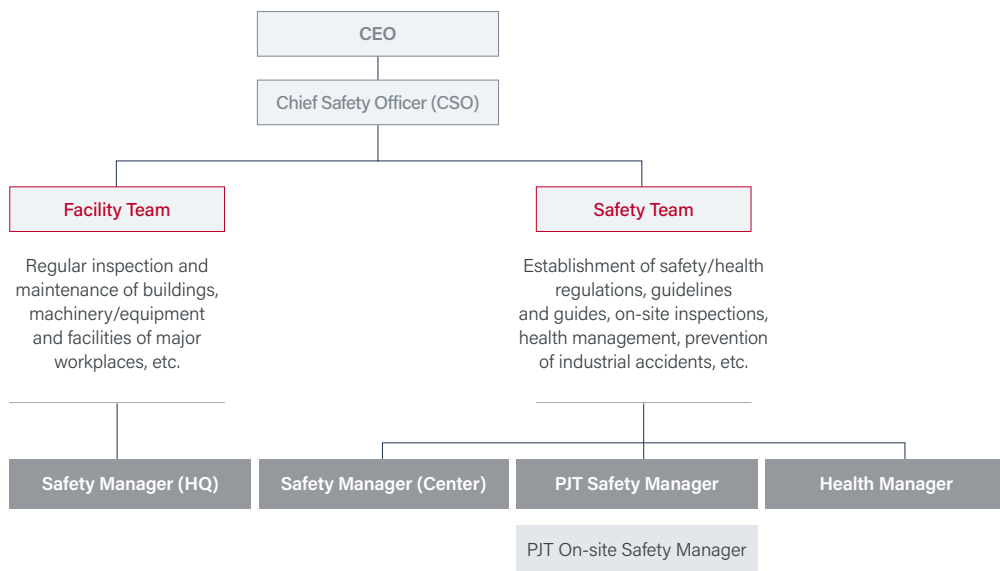 CEO
Chief Safety Officer (CSO)
Facility Team
Regular inspection and
maintenance of buildings,
machinery/equipment
and facilities of major
workplaces, etc.
Safety Team
Establishment of safety/health
regulations, guidelines
and guides, on-site inspections,
health management, prevention
of industrial accidents, etc.
Safety Manager (HQ)
Safety Manager (Center)
PJT Safety Manager
Health Manager
PJT On-site Safety Manager